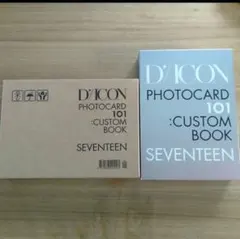 D'ICON
PHOTOCARD
101
:CUSTOM
BOOK
SEVENTEEN
D'ICON
PHOTOCARD
101
:CUSTOM
BOOK
SEVENTEEN